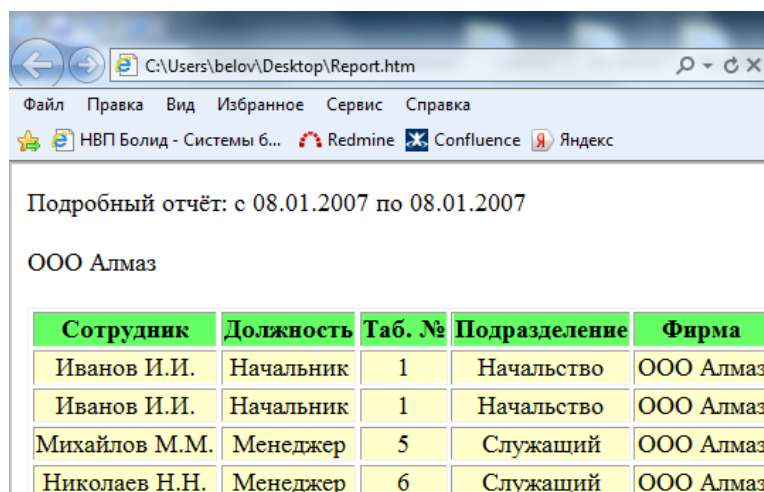 C:\Users\belov\Desktop\Report.htm
Файл Правка Вид Избранное Сервис Справка
НВП Болид - Системы б... Redmine Confluence Я Яндекс
Подробный отчёт: с 08.01.2007 по 08.01.2007
ООО Алмаз
Сотрудник Должность Таб. № Подразделение Фирма
Иванов И.И. Начальник 1 Начальство ООО Алмаз
Иванов И.И. Начальник 1 Начальство ООО Алмаз
Михайлов М.М. Менеджер 5 Служащий ООО Алмаз
Николаев Н.Н. Менеджер 6 Служащий ООО Алмаз